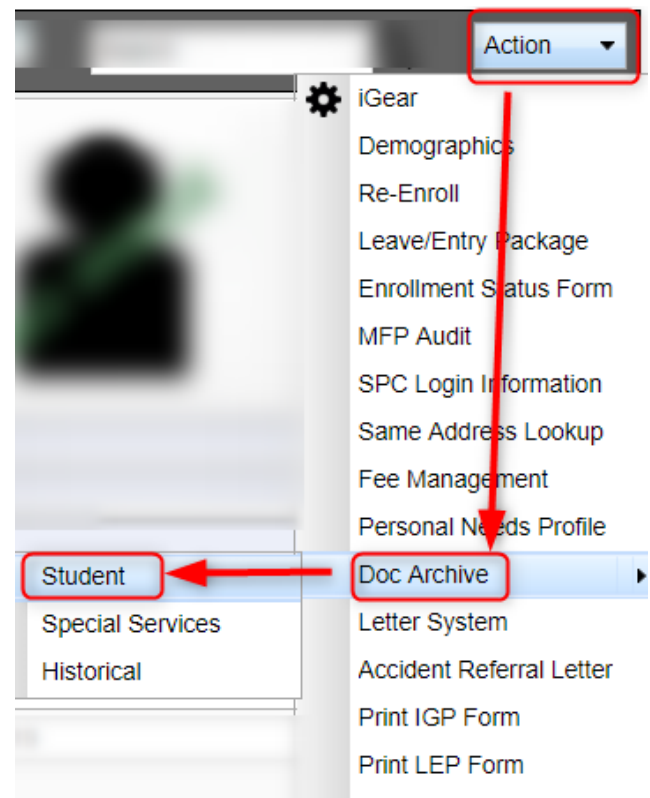 Action
iGear
Demographics
Re-Enroll
Leave/Entry Package
Enrollment Status Form
MFP Audit
SPC Login Information
Same Address Lookup
Fee Management
Personal Needs Profile
Doc Archive
Student
Special Services
Historical
Letter System
Accident Referral Letter
Print IGP Form
Print LEP Form